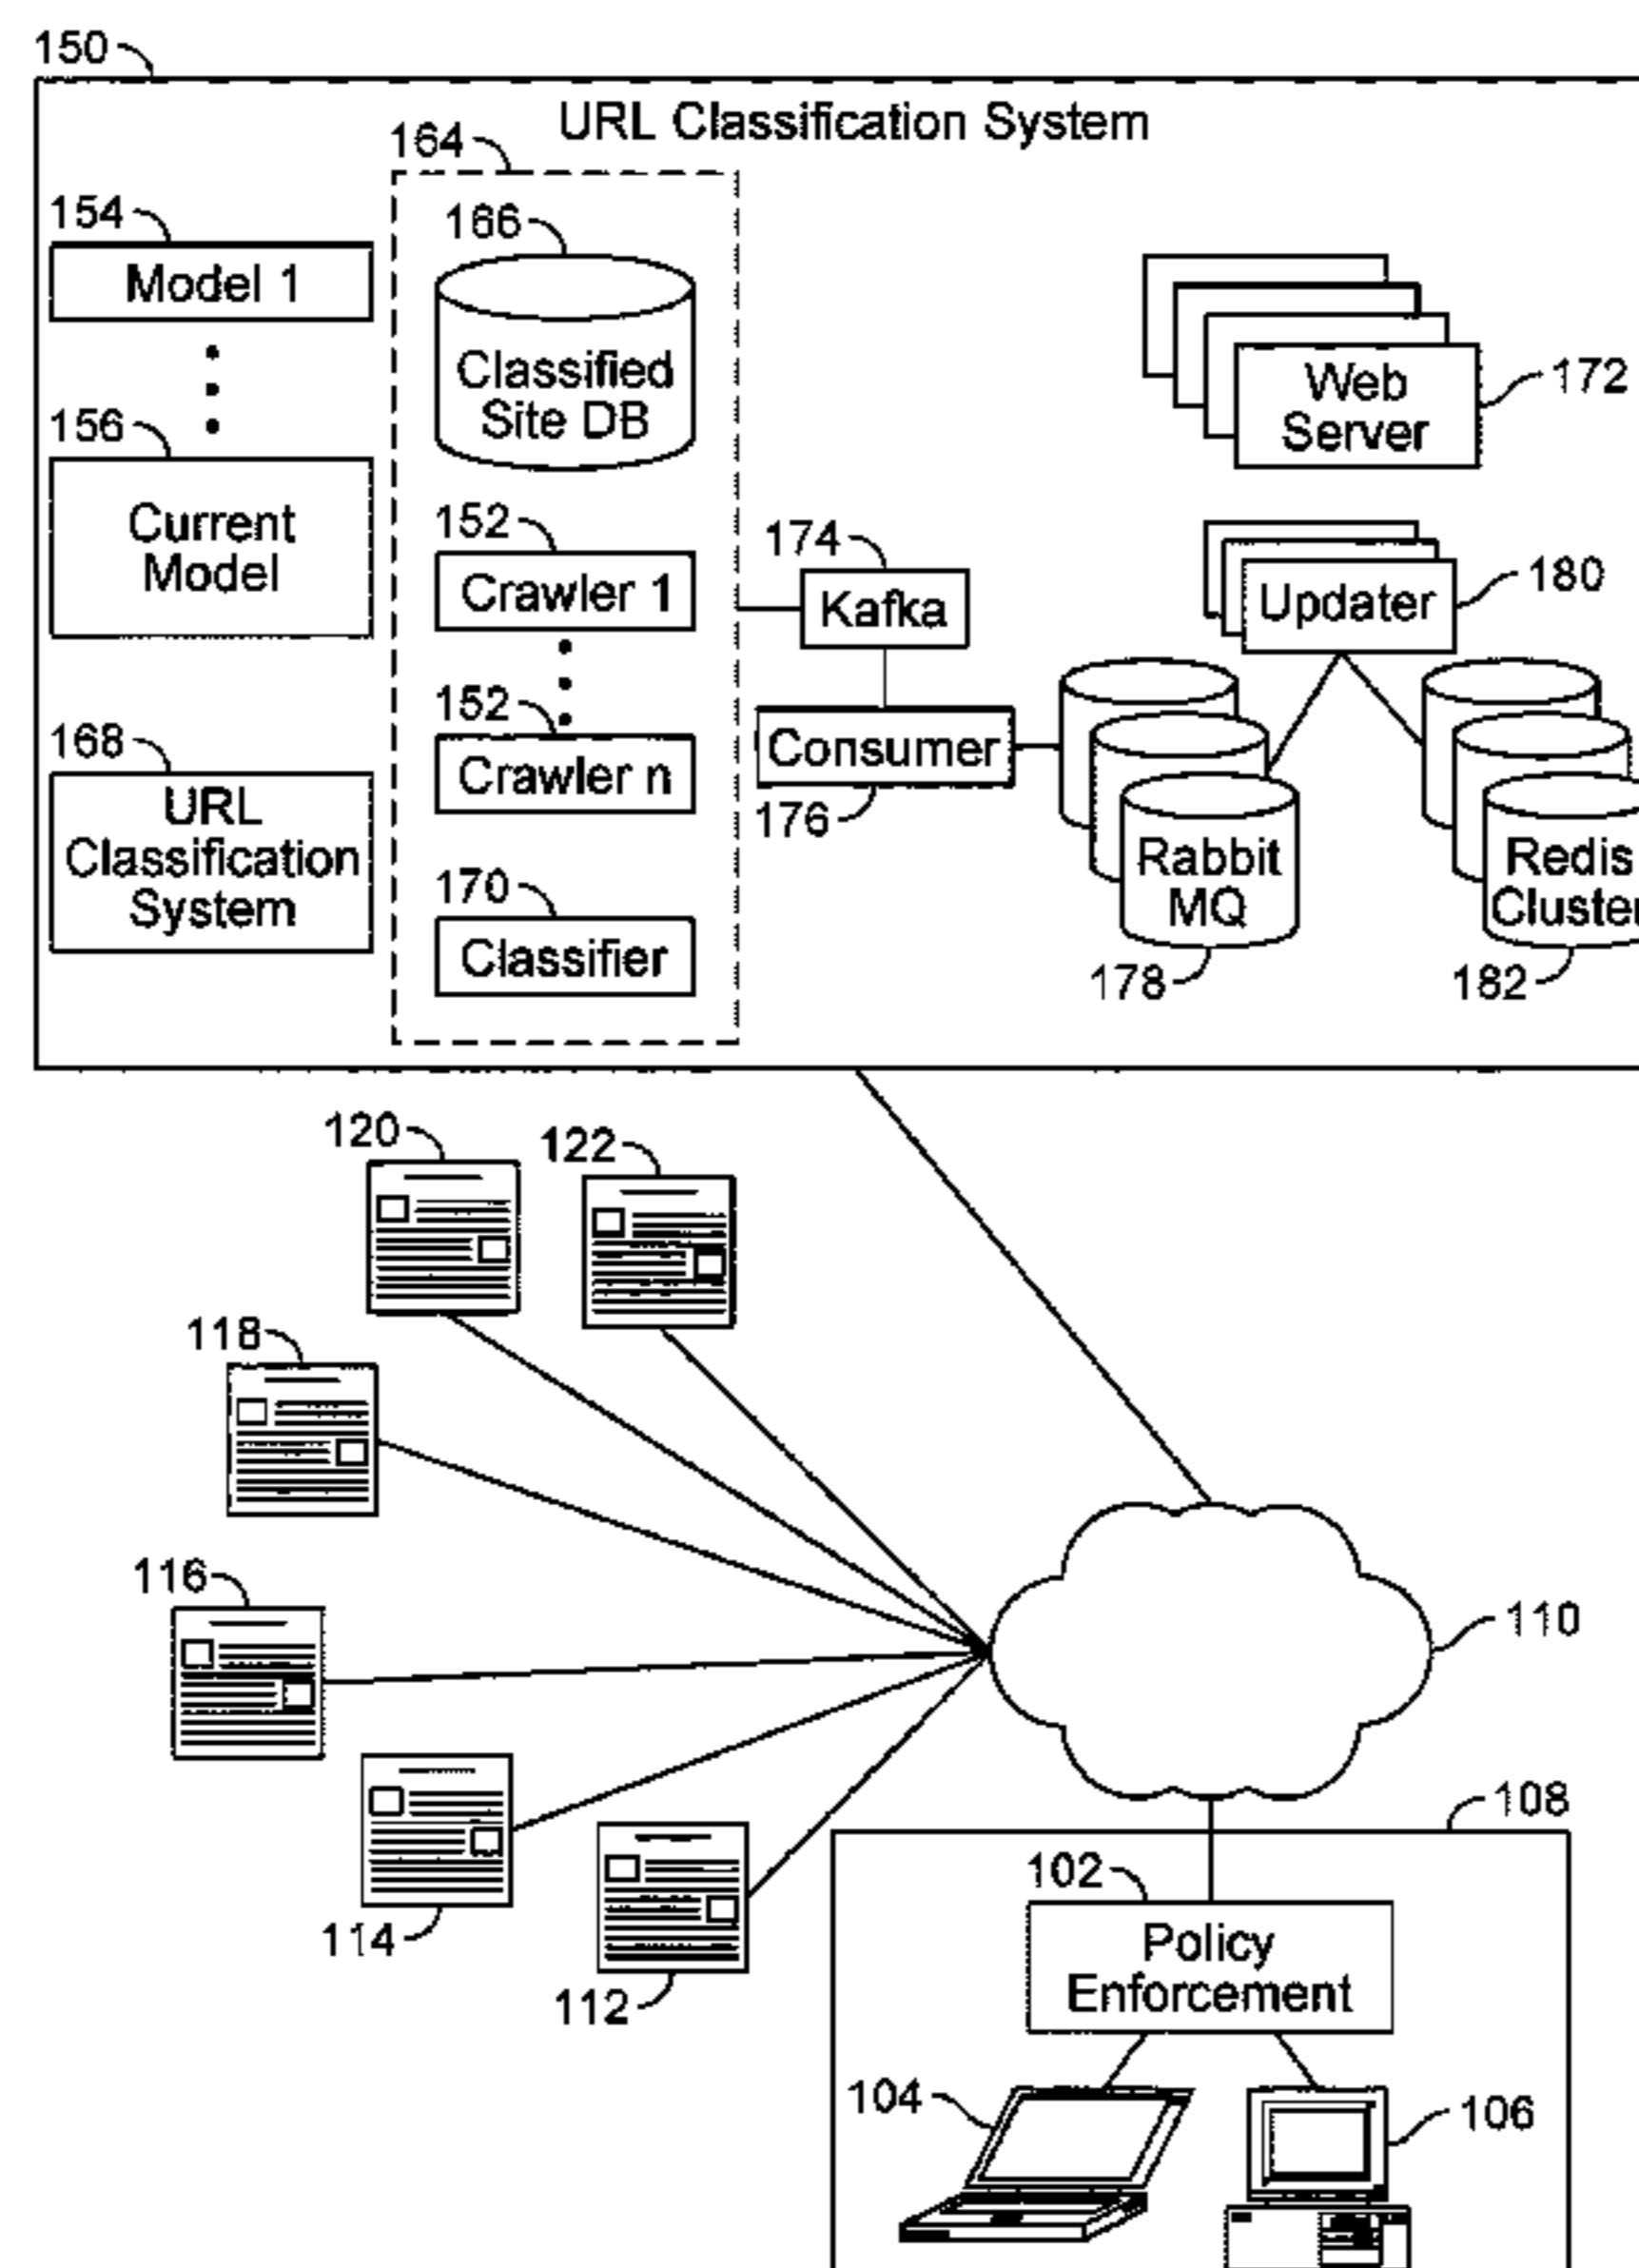 150
URL Classification System
164
154
Model 1
166
Classified
Site DB
Web
Server
172
156
Current
Model
152
Crawler 1
174
Kafka
Updater
180
152
Crawler n
Consumer
176
168
URL
Classification
System
Rabbit
MQ
178
Redis
Cluster
182
170
Classifier
120
122
118
116
110
114
112
108
102
Policy
Enforcement
104
106